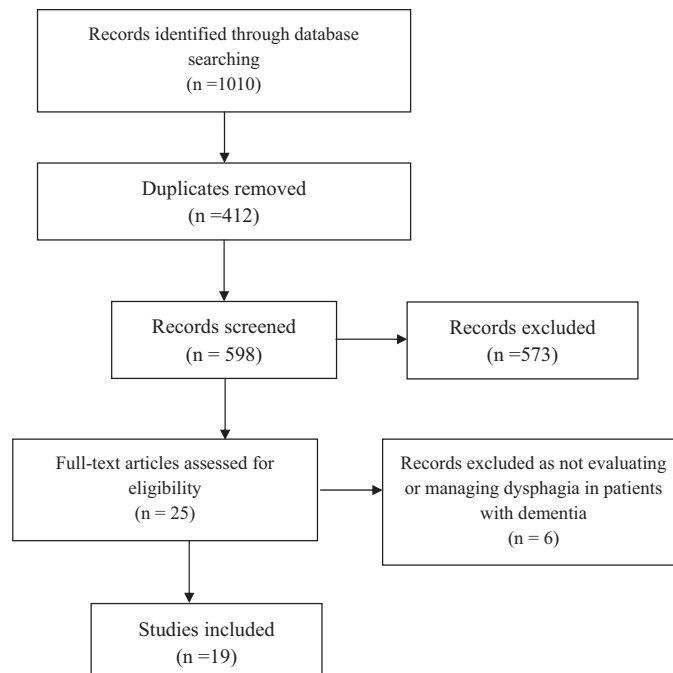 Records identified through database
searching
(n =1010)
Duplicates removed
(n =412)
Records screened
(n = 598)
Records excluded
(n =573)
Full-text articles assessed for
eligibility
(n = 25)
Records excluded as not evaluating
or managing dysphagia in patients
with dementia
(n = 6)
Studies included
(n =19)